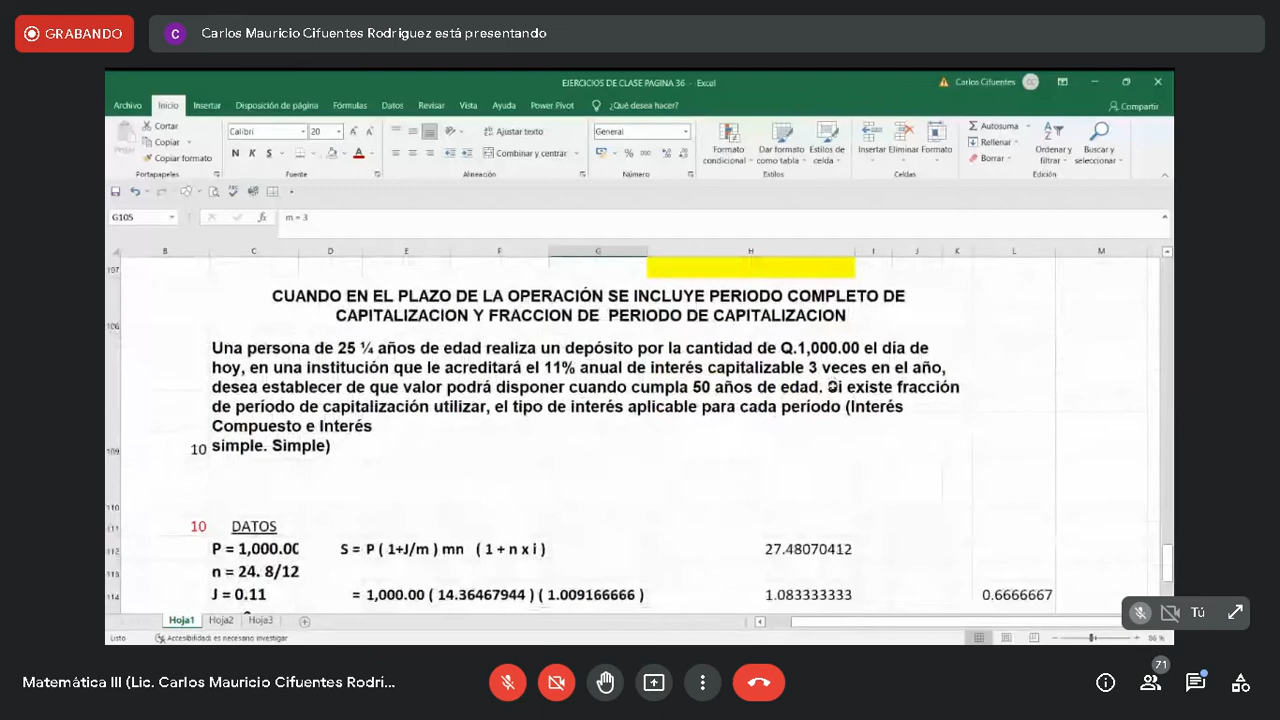 GRABANDO
C
Carlos Mauricio Cifuentes Rodriguez está presentando
EJERCICIOS DE CLASE PAGINA 36 - Excel
Carlos Cifuentes
CC
Archivo Inicio Insertar Disposición de página Fórmulas Datos Revisar Vista Ayuda Power Pivot ¿Qué desea hacer? Compartir
Cortar
Copiar
Copiar formato
Pegar
Calibri 20
N K S
Ajustar texto
Combinar y centrar
General
% 000
Formato condicional
Dar formato como tabla
Estilos de celda
Insertar Eliminar Formato
Autosuma
Rellenar
Borrar
Ordenar y filtrar
Buscar y seleccionar
Portapapeles Fuente Alineación Número Estilos Celdas Edición
G105 fx m = 3
B C D E F G H I J K L M
107
CUANDO EN EL PLAZO DE LA OPERACIÓN SE INCLUYE PERIODO COMPLETO DE
CAPITALIZACION Y FRACCION DE PERIODO DE CAPITALIZACION
108
Una persona de 25 ¼ años de edad realiza un depósito por la cantidad de Q.1,000.00 el día de
hoy, en una institución que le acreditará el 11% anual de interés capitalizable 3 veces en el año,
desea establecer de que valor podrá disponer cuando cumpla 50 años de edad. Si existe fracción
de período de capitalización utilizar, el tipo de interés aplicable para cada período (Interés
Compuesto e Interés
10 simple. Simple)
109
110
111 10 DATOS
112 P = 1,000.00 S = P ( 1+J/m ) mn ( 1 + n x i ) 27.48070412
113 n = 24. 8/12
114 J = 0.11 = 1,000.00 ( 14.36467944 ) ( 1.009166666 ) 1.083333333 0.6666667
Hoja1 Hoja2 Hoja3
Listo Accesibilidad: es necesario investigar 86 %
Tú
Matemática III (Lic. Carlos Mauricio Cifuentes Rodri...
71